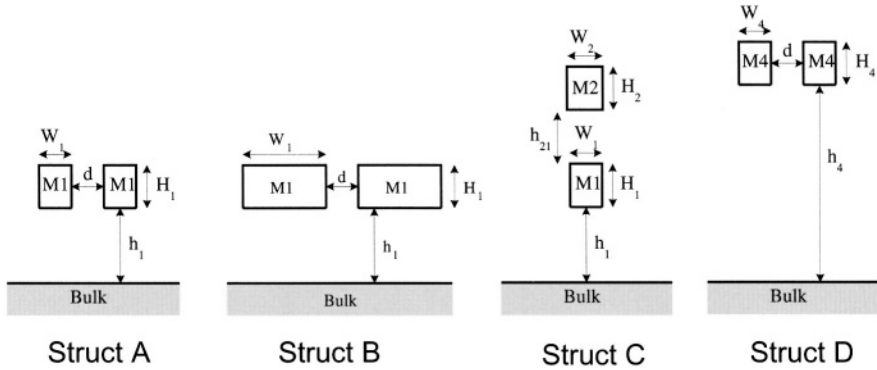 W1
M1 d M1 H1
h1
Bulk
Struct A
W1
M1 d M1 H1
h1
Bulk
Struct B
W2
M2 H2
h21
W1
M1 H1
h1
Bulk
Struct C
W4
M4 d M4 H4
h4
Bulk
Struct D